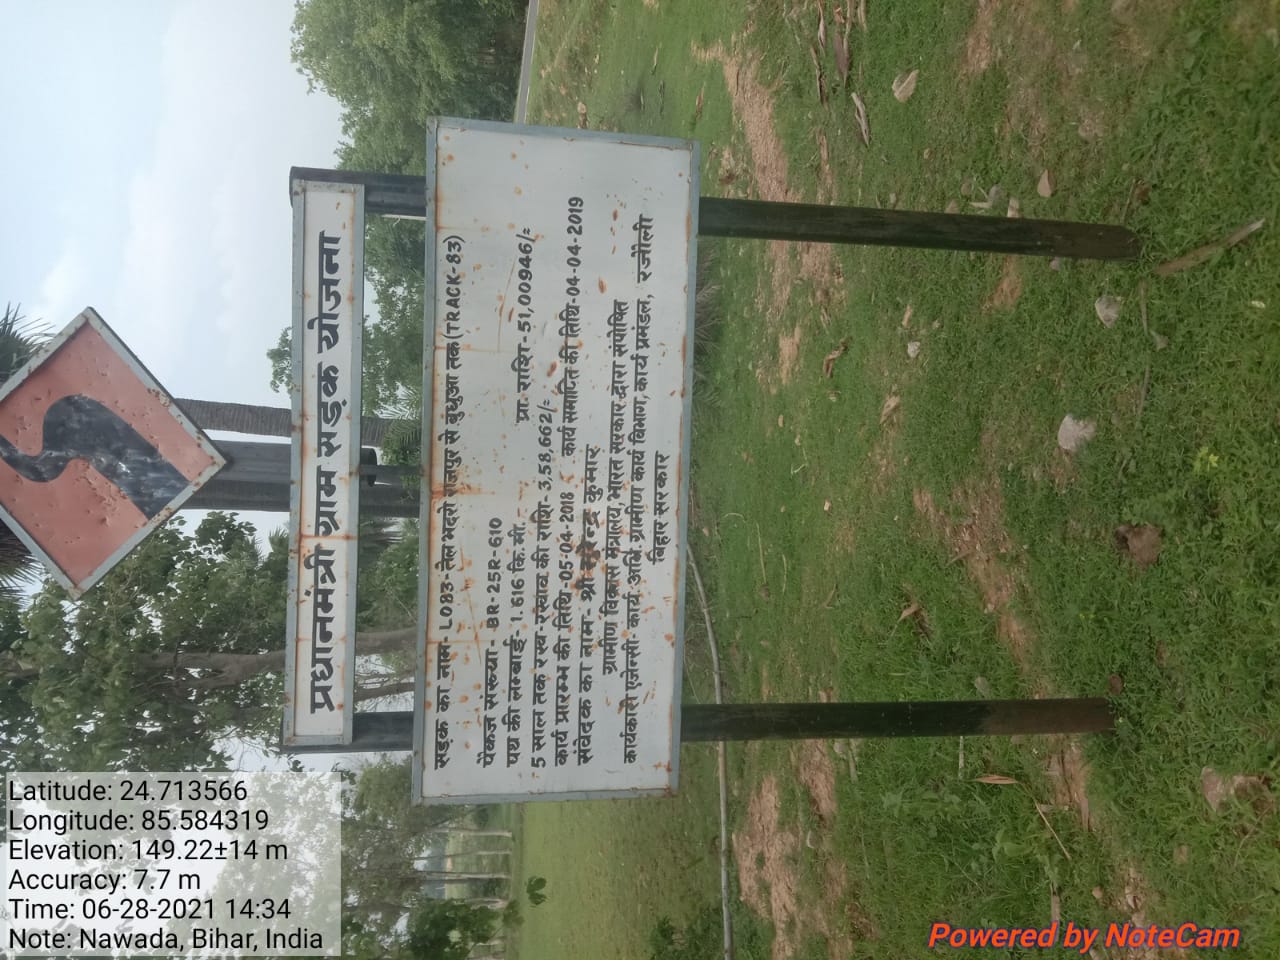 प्रधानमंत्री ग्राम सड़क योजना
सड़क का नाम- L083-तेल भदरो गजपुर से बुधुआ तक (TRACK-83)
पैकेज संख्या - BR-25R-610
पथ की लम्बाई- 1.616 कि.मी. प्रा. राशि - 51,00946/=
5 साल तक रख-रखाव की राशि- 3,58,662/=
कार्य प्रारम्भ की तिथि-05-04-2018 कार्य समाप्ति की तिथि-04-04-2019
संवेदक का नाम- श्री कुमार
ग्रामीण विकास मंत्रालय, भारत सरकार द्वारा संपोषित
कार्यकारी एजेन्सी- कार्य. अभि. ग्रामीण कार्य विभाग, कार्य प्रमंडल, रजौली
बिहार सरकार
Latitude: 24.713566
Longitude: 85.584319
Elevation: 149.22±14 m
Accuracy: 7.7 m
Time: 06-28-2021 14:34
Note: Nawada, Bihar, India
Powered by NoteCam